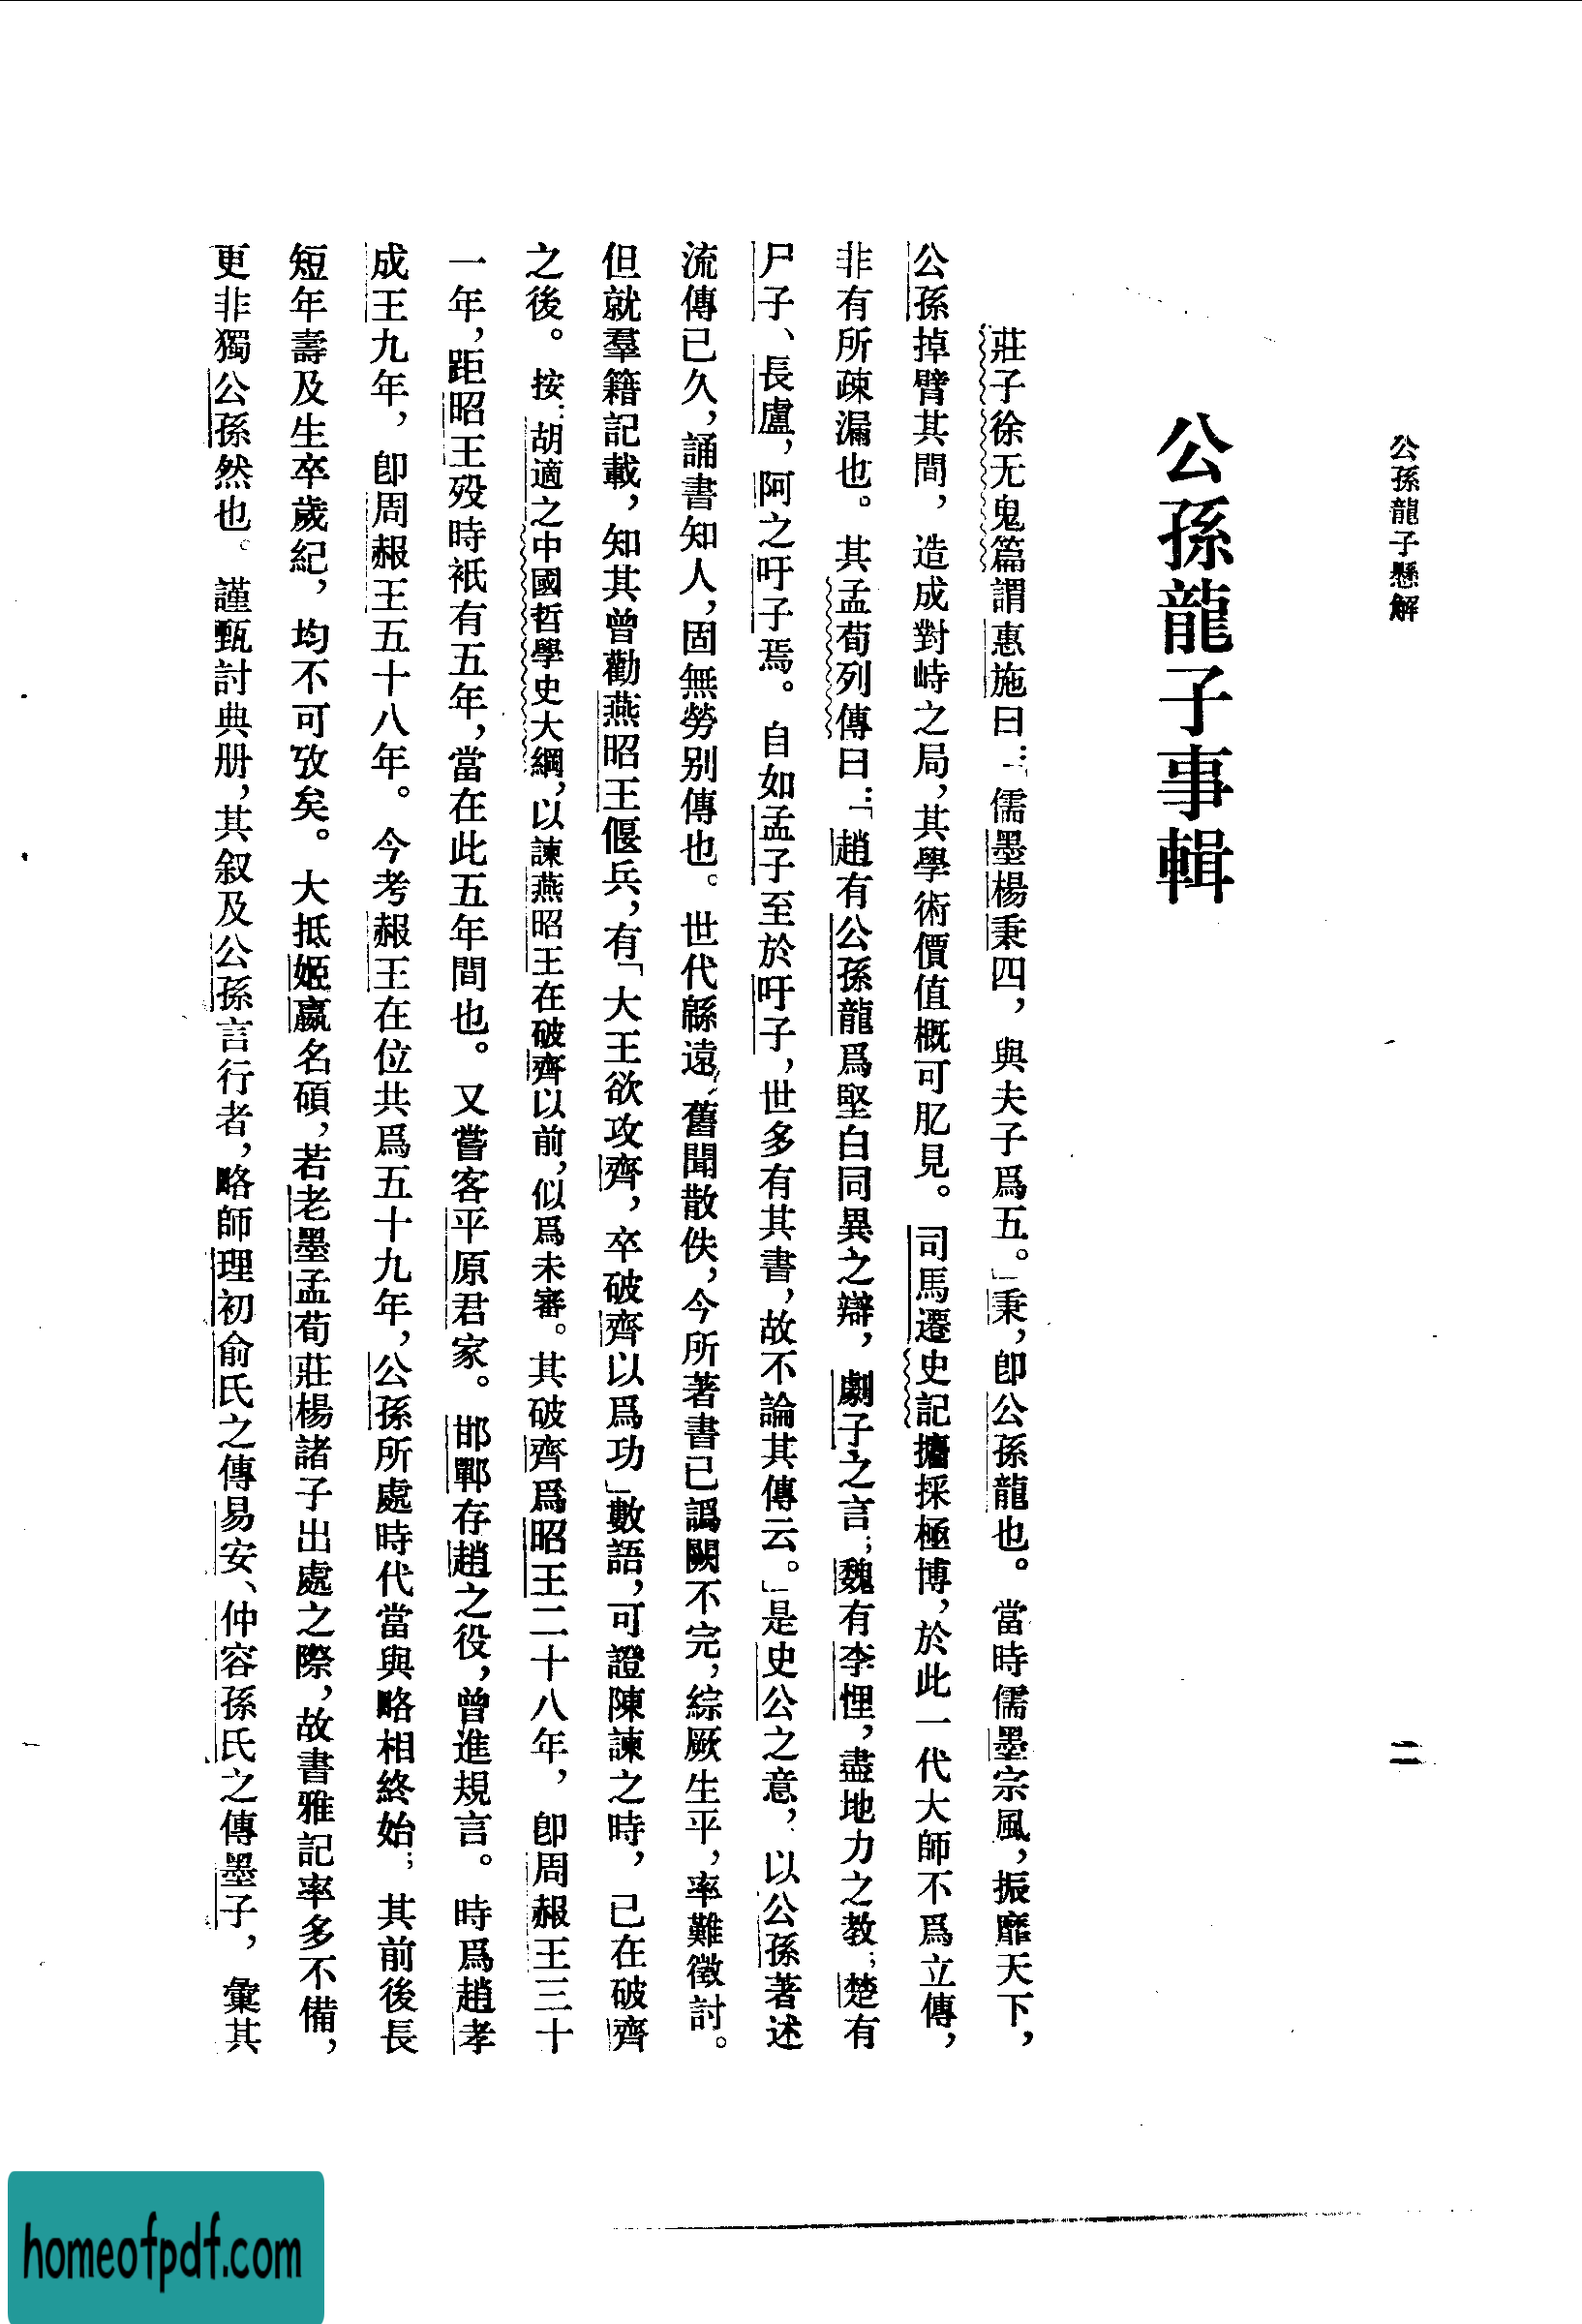 公孫龍子懸解
二
公孫龍子事輯
莊子徐无鬼篇謂惠施曰：「儒墨楊秉四，與夫子爲五。」秉，卽公孫龍也。當時儒墨宗風，振靡天下，
公孫掉臂其間，造成對峙之局，其學術價值概可肊見。司馬遷史記擂採極博，於此一代大師不爲立傳，
非有所疎漏也。其孟荀列傳曰：「趙有公孫龍爲堅白同異之辯，劇子之言；魏有李悝，盡地力之教；楚有
尸子、長盧，阿之吁子焉。自如孟子至於吁子，世多有其書，故不論其傳云。」是史公之意，以公孫著述
流傳已久，誦書知人，固無勞別傳也。世代緜遠，舊聞散佚，今所著書已譌闕不完，綜厥生平，率難徵討。
但就羣籍記載，知其曾勸燕昭王偃兵，有「大王欲攻齊，卒破齊以爲功」數語，可證陳諫之時，已在破齊
之後。按：胡適之中國哲學史大綱，以諫燕昭王在破齊以前，似爲未審。其破齊爲昭王二十八年，卽周赧王三十
一年，距昭王殁時衹有五年，當在此五年間也。又嘗客平原君家。邯鄲存趙之役，曾進規言。時爲趙孝
成王九年，卽周赧王五十八年。今考赧王在位共爲五十九年，公孫所處時代當與略相終始；其前後長
短年壽及生卒歲紀，均不可攷矣。大抵姬嬴名碩，若老墨孟荀莊楊諸子出處之際，故書雅記率多不備，
更非獨公孫然也。謹甄討典册，其叙及公孫言行者，略師理初俞氏之傳易安、仲容孫氏之傳墨子，彙其
homeofpdf.com